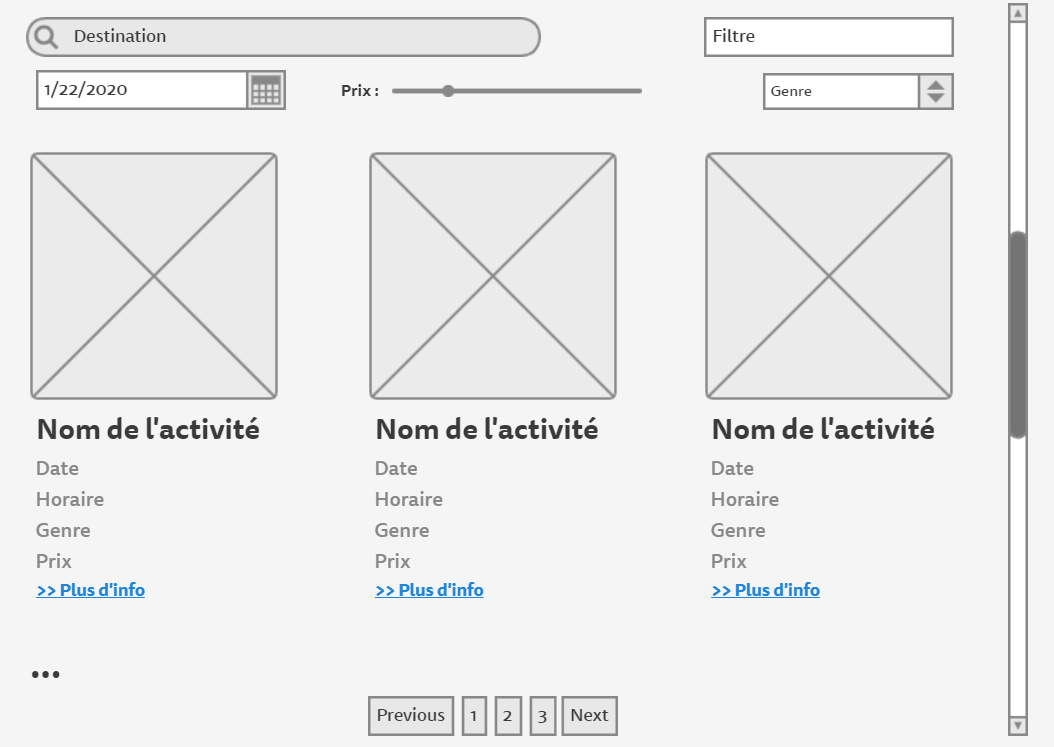 Destination
Filtre
1/22/2020
Prix :
Genre
Nom de l'activité
Date
Horaire
Genre
Prix
>> Plus d'info
Nom de l'activité
Date
Horaire
Genre
Prix
>> Plus d'info
Nom de l'activité
Date
Horaire
Genre
Prix
>> Plus d'info
...
Previous 1 2 3 Next